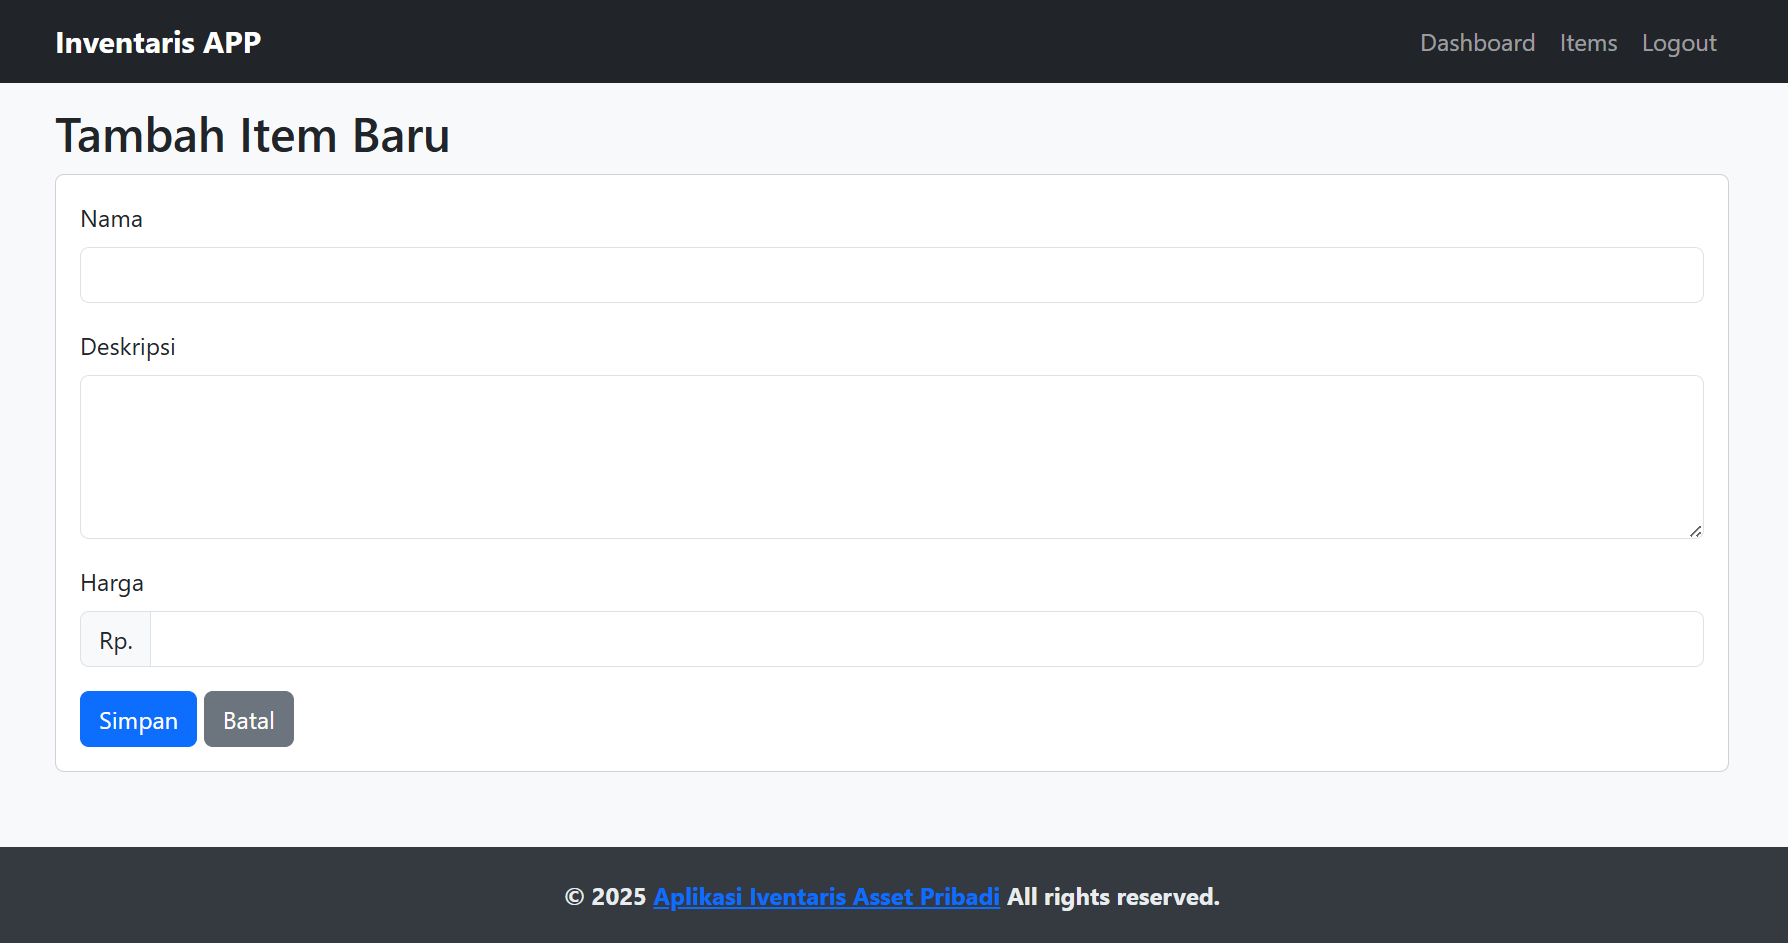 Inventaris APP
Dashboard Items Logout
Tambah Item Baru
Nama
Deskripsi
Harga
Rp.
Simpan Batal
© 2025 Aplikasi Iventaris Asset Pribadi All rights reserved.